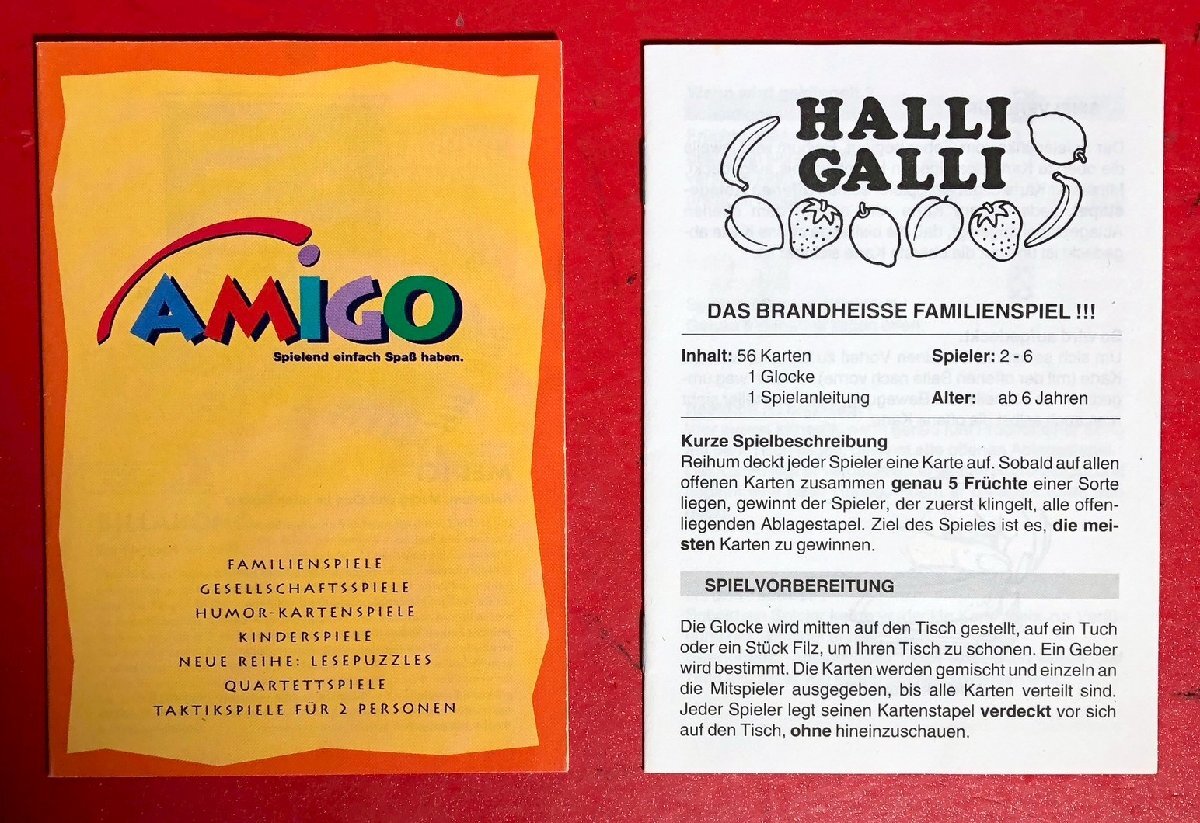 AMIGO
Spielend einfach Spaß haben.
FAMILIENSPIELE
GESELLSCHAFTSSPIELE
HUMOR-KARTENSPIELE
KINDERSPIELE
NEUE REIHE: LESEPUZZLES
QUARTETTSPIELE
TAKTIKSPIELE FÜR 2 PERSONEN
HALLI
GALLI
DAS BRANDHEISSE FAMILIENSPIEL !!!
Inhalt: 56 Karten Spieler: 2 - 6
1 Glocke
1 Spielanleitung Alter: ab 6 Jahren
Kurze Spielbeschreibung
Reihum deckt jeder Spieler eine Karte auf. Sobald auf allen
offenen Karten zusammen genau 5 Früchte einer Sorte
liegen, gewinnt der Spieler, der zuerst klingelt, alle offen-
liegenden Ablagestapel. Ziel des Spieles ist es, die mei-
sten Karten zu gewinnen.
SPIELVORBEREITUNG
Die Glocke wird mitten auf den Tisch gestellt, auf ein Tuch
oder ein Stück Filz, um Ihren Tisch zu schonen. Ein Geber
wird bestimmt. Die Karten werden gemischt und einzeln an
die Mitspieler ausgegeben, bis alle Karten verteilt sind.
Jeder Spieler legt seinen Kartenstapel verdeckt vor sich
auf den Tisch, ohne hineinzuschauen.